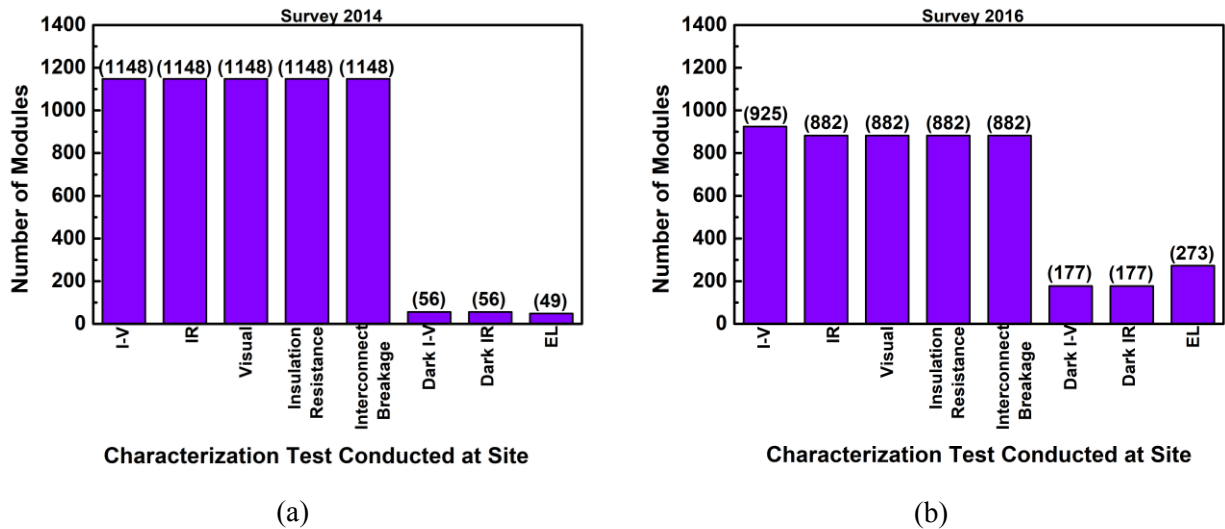 Survey 2014
1400
1200
1000
800
600
400
200
0
Number of Modules
(1148) (1148) (1148) (1148) (1148)
(56) (56) (49)
I-V
IR
Visual
Insulation
Resistance
Interconnect
Breakage
Dark I-V
Dark IR
EL
Characterization Test Conducted at Site
(a)
Survey 2016
1400
1200
1000
800
600
400
200
0
Number of Modules
(925) (882) (882) (882) (882)
(177) (177) (273)
I-V
IR
Visual
Insulation
Resistance
Interconnect
Breakage
Dark I-V
Dark IR
EL
Characterization Test Conducted at Site
(b)